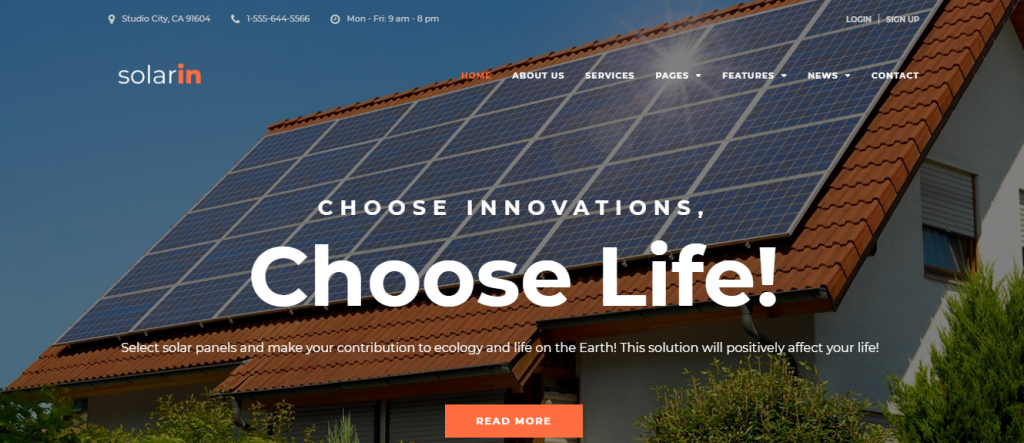 Studio City, CA 91604 1-555-644-5566 Mon - Fri: 9 am - 8 pm LOGIN | SIGN UP
solarin HOME ABOUT US SERVICES PAGES FEATURES NEWS CONTACT
CHOOSE INNOVATIONS,
Choose Life!
Select solar panels and make your contribution to ecology and life on the Earth! This solution will positively affect your life!
READ MORE